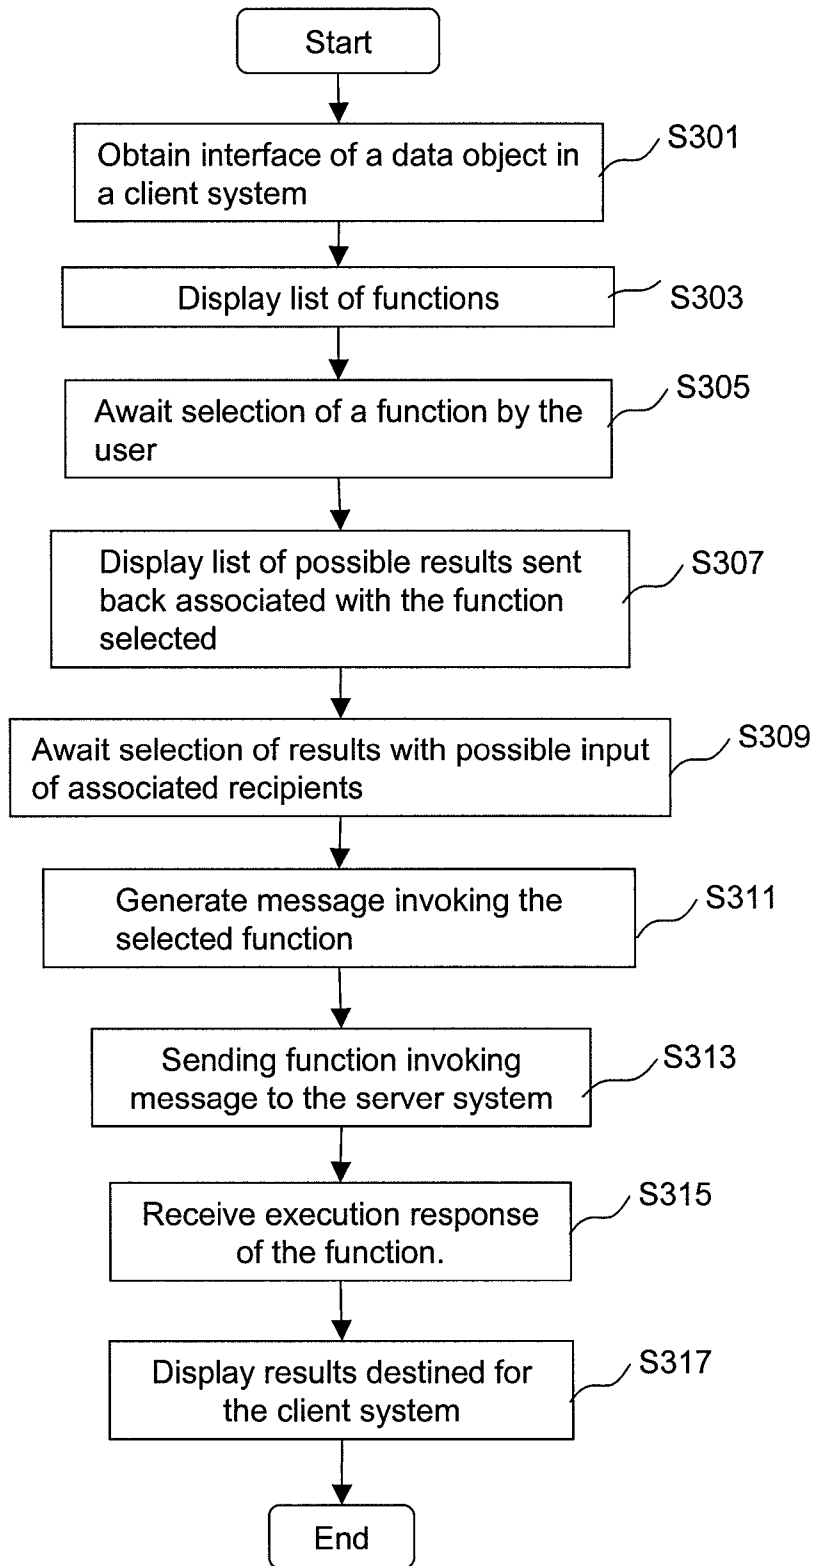 Start
Obtain interface of a data object in
a client system
S301
Display list of functions
S303
Await selection of a function by the
user
S305
Display list of possible results sent
back associated with the function
selected
S307
Await selection of results with possible input
of associated recipients
S309
Generate message invoking the
selected function
S311
Sending function invoking
message to the server system
S313
Receive execution response
of the function.
S315
Display results destined for
the client system
S317
End